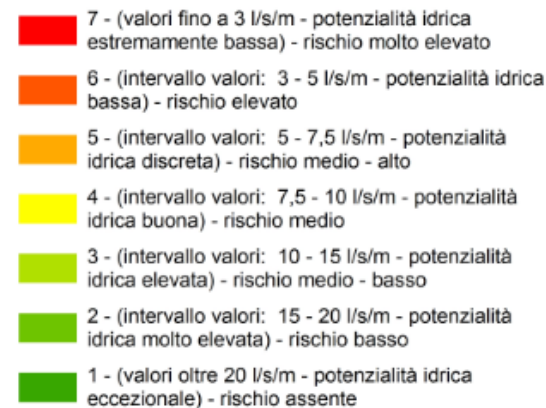 7 - (valori fino a 3 l/s/m - potenzialità idrica
estremamente bassa) - rischio molto elevato
6 - (intervallo valori: 3 - 5 l/s/m - potenzialità idrica
bassa) - rischio elevato
5 - (intervallo valori: 5 - 7,5 l/s/m - potenzialità
idrica discreta) - rischio medio - alto
4 - (intervallo valori: 7,5 - 10 l/s/m - potenzialità
idrica buona) - rischio medio
3 - (intervallo valori: 10 - 15 l/s/m - potenzialità
idrica elevata) - rischio medio - basso
2 - (intervallo valori: 15 - 20 l/s/m - potenzialità
idrica molto elevata) - rischio basso
1 - (valori oltre 20 l/s/m - potenzialità idrica
eccezionale) - rischio assente